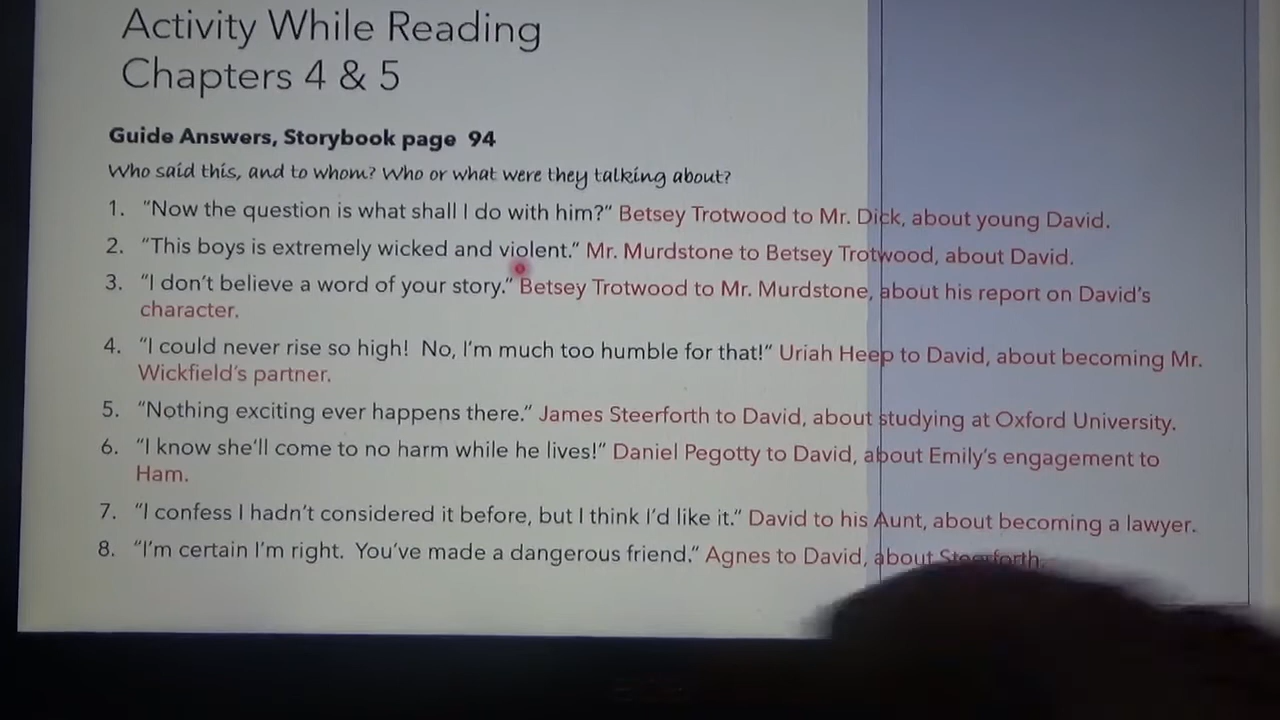 Activity While Reading
Chapters 4 & 5
Guide Answers, Storybook page 94
Who said this, and to whom? Who or what were they talking about?
1. “Now the question is what shall I do with him?” Betsey Trotwood to Mr. Dick, about young David.
2. “This boys is extremely wicked and violent.” Mr. Murdstone to Betsey Trotwood, about David.
3. “I don’t believe a word of your story.” Betsey Trotwood to Mr. Murdstone, about his report on David’s
character.
4. “I could never rise so high! No, I’m much too humble for that!” Uriah Heep to David, about becoming Mr.
Wickfield’s partner.
5. “Nothing exciting ever happens there.” James Steerforth to David, about studying at Oxford University.
6. “I know she’ll come to no harm while he lives!” Daniel Pegotty to David, about Emily’s engagement to
Ham.
7. “I confess I hadn’t considered it before, but I think I’d like it.” David to his Aunt, about becoming a lawyer.
8. “I’m certain I’m right. You’ve made a dangerous friend.” Agnes to David, about Steerforth.